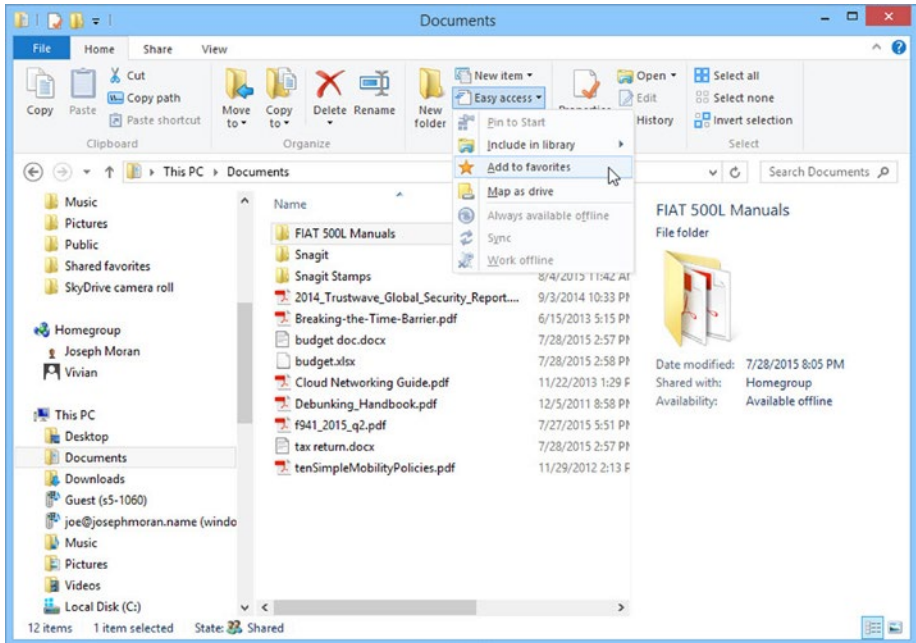 Documents
File Home Share View
Copy
Paste
Cut
Copy path
Paste shortcut
Clipboard
Move to
Copy to
Delete
Rename
Organize
New folder
New item
Easy access
Open
Edit
History
Select all
Select none
Invert selection
Select
Pin to Start
Include in library
Add to favorites
Map as drive
Always available offline
Sync
Work offline
This PC Documents
Search Documents
Music
Pictures
Public
Shared favorites
SkyDrive camera roll
Homegroup
Joseph Moran
Vivian
This PC
Desktop
Documents
Downloads
Guest (s5-1060)
joe@josephmoran.name (windo
Music
Pictures
Videos
Local Disk (C:)
Name
FIAT 500L Manuals
Snagit
Snagit Stamps 8/4/2015 11:42 AM
2014_Trustwave_Global_Security_Report.... 9/3/2014 10:33 PM
Breaking-the-Time-Barrier.pdf 6/15/2013 5:15 PM
budget doc.docx 7/28/2015 2:57 PM
budget.xlsx 7/28/2015 2:58 PM
Cloud Networking Guide.pdf 11/22/2013 1:29 P
Debunking_Handbook.pdf 12/5/2011 8:58 PM
f941_2015_q2.pdf 7/27/2015 5:51 PM
tax return.docx 7/28/2015 2:57 PM
tenSimpleMobilityPolicies.pdf 11/29/2012 2:13 P
FIAT 500L Manuals
File folder
Date modified: 7/28/2015 8:05 PM
Shared with: Homegroup
Availability: Available offline
12 items 1 item selected State: Shared